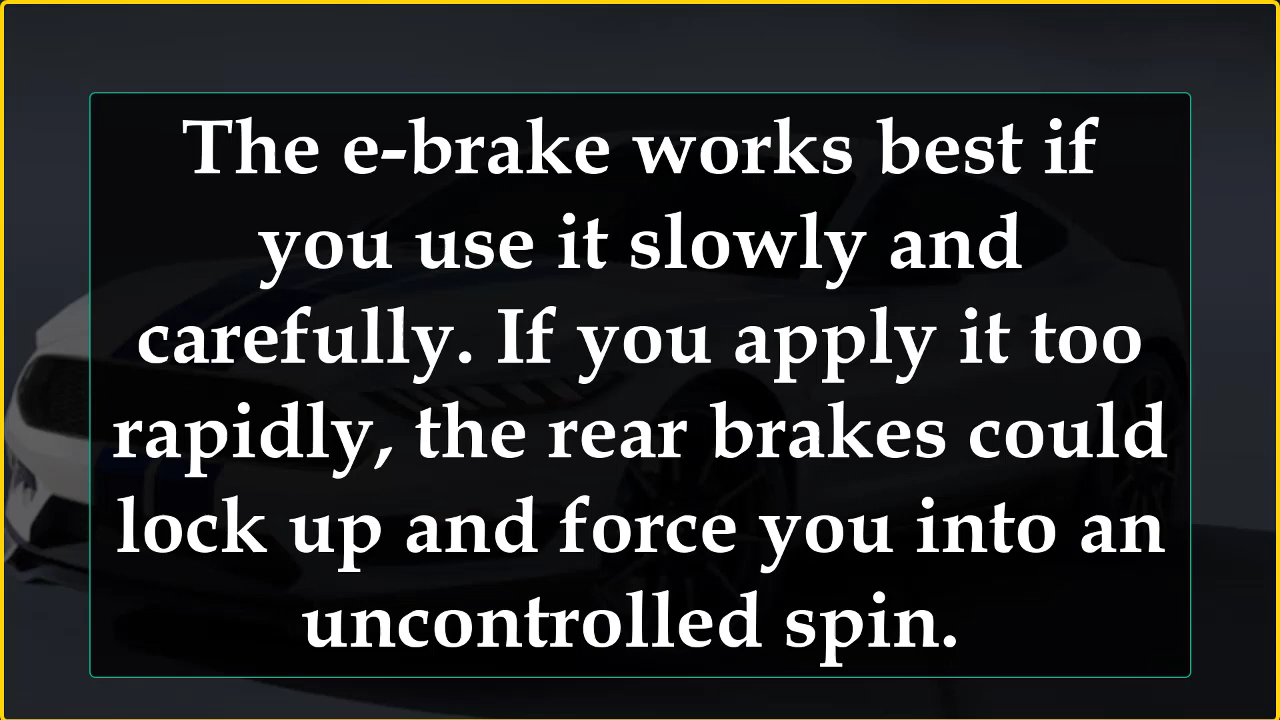 The e-brake works best if
you use it slowly and
carefully. If you apply it too
rapidly, the rear brakes could
lock up and force you into an
uncontrolled spin.